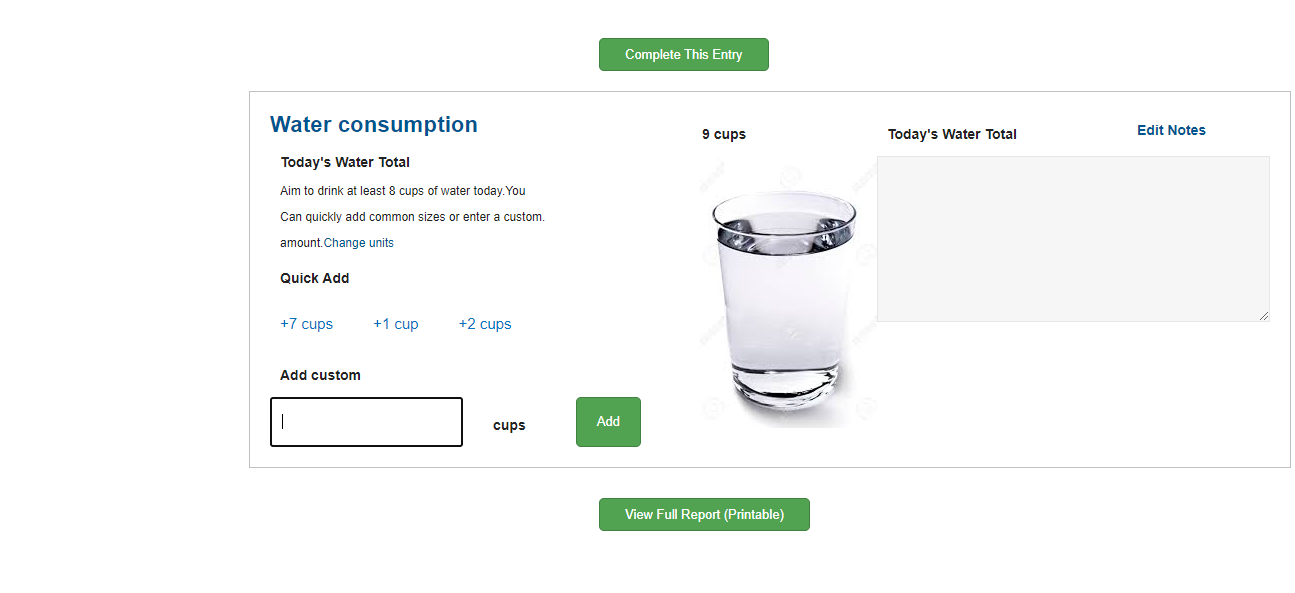 Complete This Entry
Water consumption
Today's Water Total
Aim to drink at least 8 cups of water today.You
Can quickly add common sizes or enter a custom.
amount.Change units
Quick Add
+7 cups +1 cup +2 cups
Add custom
cups
Add
9 cups
Today's Water Total
Edit Notes
View Full Report (Printable)